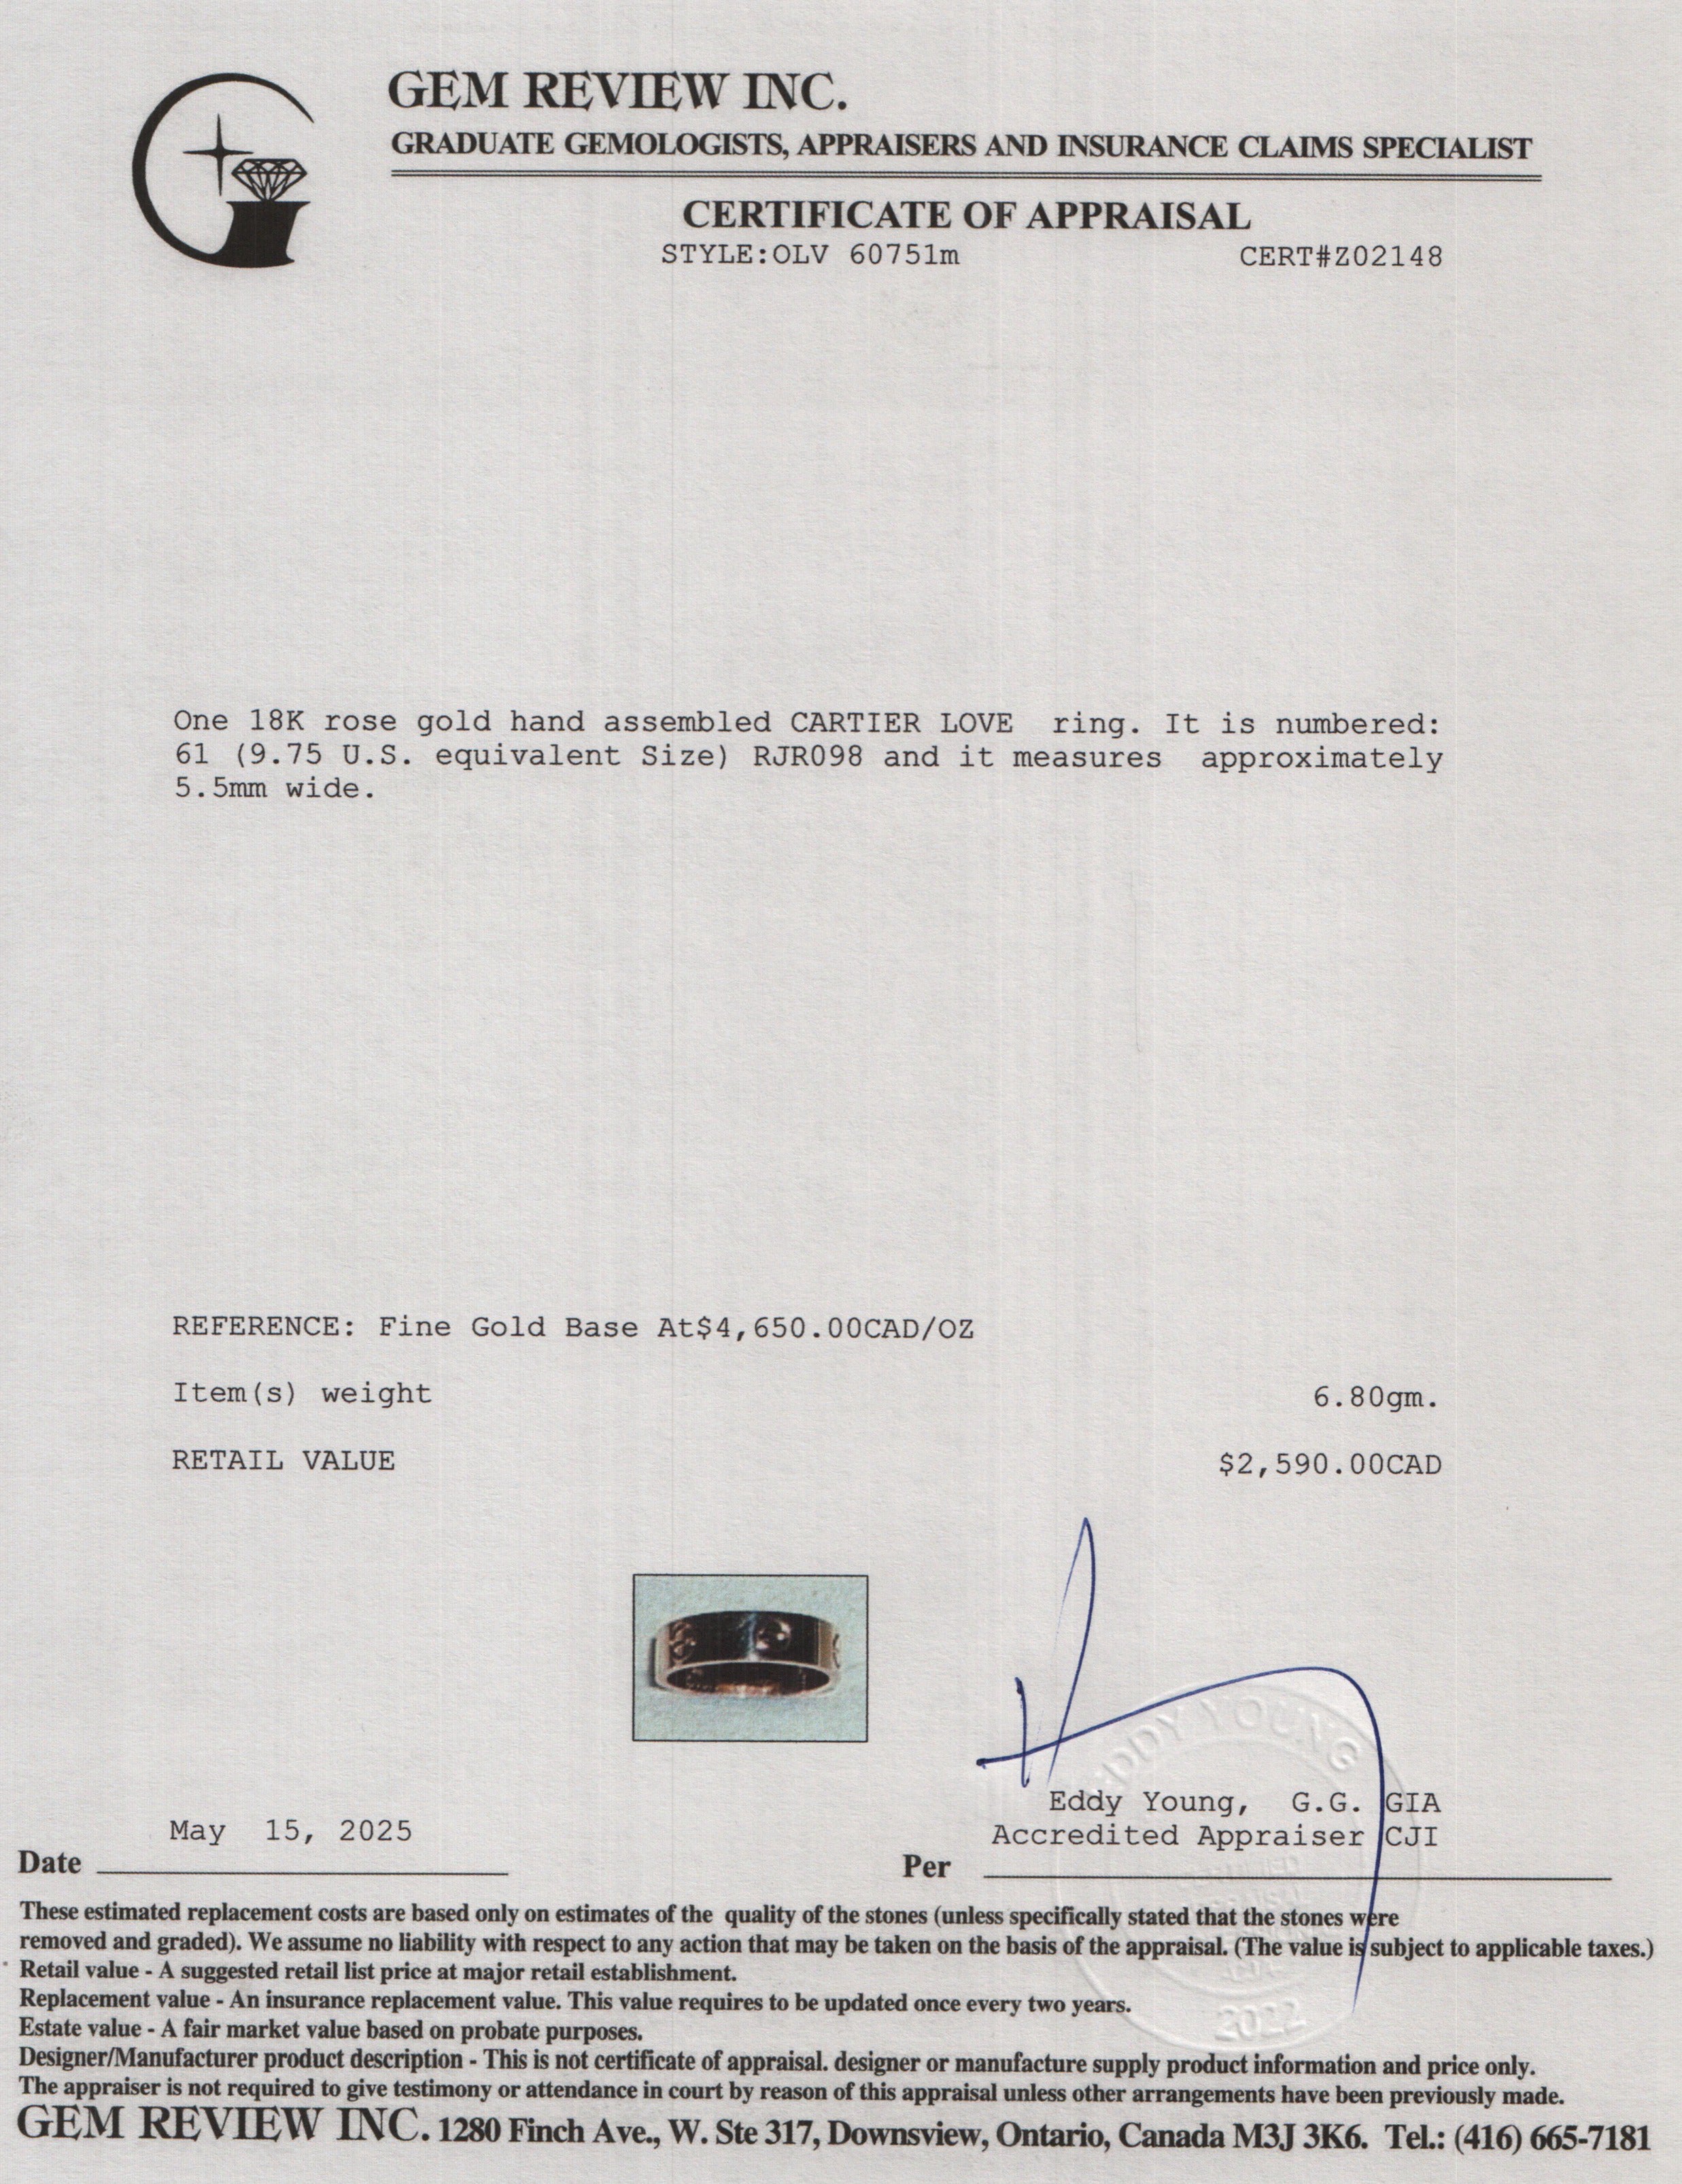 GEM REVIEW INC.
GRADUATE GEMOLOGISTS, APPRAISERS AND INSURANCE CLAIMS SPECIALIST
CERTIFICATE OF APPRAISAL
STYLE:OLV 60751m CERT#Z02148
One 18K rose gold hand assembled CARTIER LOVE ring. It is numbered:
61 (9.75 U.S. equivalent Size) RJR098 and it measures approximately
5.5mm wide.
REFERENCE: Fine Gold Base At$4,650.00CAD/OZ
Item(s) weight 6.80gm.
RETAIL VALUE $2,590.00CAD
EDDY YOUNG
Eddy Young, G.G. GIA
May 15, 2025 Accredited Appraiser CJI
Date Per
2022
These estimated replacement costs are based only on estimates of the quality of the stones (unless specifically stated that the stones were
removed and graded). We assume no liability with respect to any action that may be taken on the basis of the appraisal. (The value is subject to applicable taxes.)
Retail value - A suggested retail list price at major retail establishment.
Replacement value - An insurance replacement value. This value requires to be updated once every two years.
Estate value - A fair market value based on probate purposes.
Designer/Manufacturer product description - This is not certificate of appraisal. designer or manufacture supply product information and price only.
The appraiser is not required to give testimony or attendance in court by reason of this appraisal unless other arrangements have been previously made.
GEM REVIEW INC. 1280 Finch Ave., W. Ste 317, Downsview, Ontario, Canada M3J 3K6. Tel.: (416) 665-7181